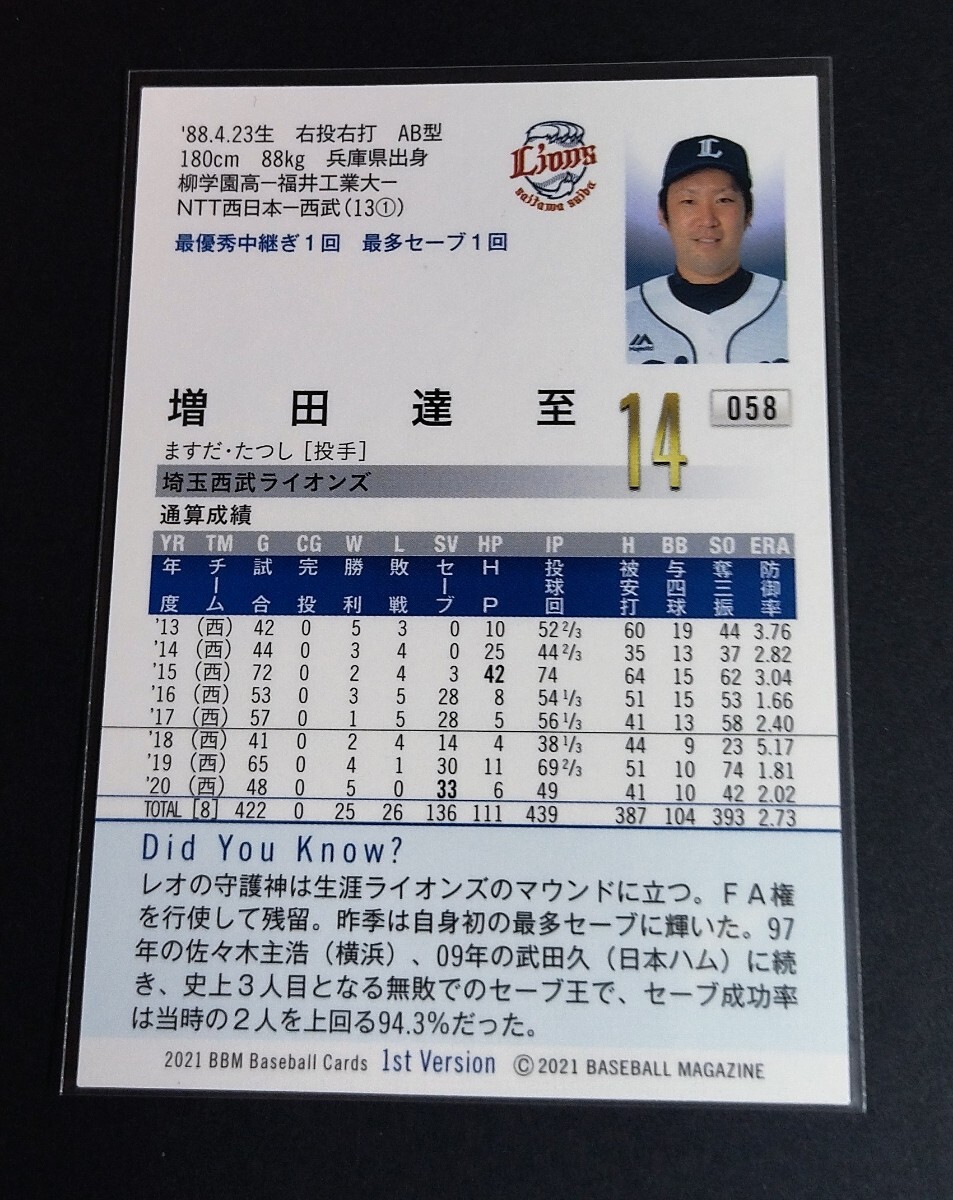 '88.4.23生 右投右打 AB型
180cm 88kg 兵庫県出身
柳学園高ー福井工業大ー
NTT西日本ー西武(13①)
最優秀中継ぎ1回 最多セーブ1回
Lions
saitama seibu
L
Majestic
増田達至
14
058
ますだ・たつし [投手]
埼玉西武ライオンズ
通算成績
YR TM G CG W L SV HP IP H BB SO ERA
年度 チーム 試合 完投 勝利 敗戦 セーブ HP 投球回 被安打 与四球 奪三振 防御率
'13 (西) 42 0 5 3 0 10 52 2/3 60 19 44 3.76
'14 (西) 44 0 3 4 0 25 44 2/3 35 13 37 2.82
'15 (西) 72 0 2 4 3 42 74 64 15 62 3.04
'16 (西) 53 0 3 5 28 8 54 1/3 51 15 53 1.66
'17 (西) 57 0 1 5 28 5 56 1/3 41 13 58 2.40
'18 (西) 41 0 2 4 14 4 38 1/3 44 9 23 5.17
'19 (西) 65 0 4 1 30 11 69 2/3 51 10 74 1.81
'20 (西) 48 0 5 0 33 6 49 41 10 42 2.02
TOTAL [8] 422 0 25 26 136 111 439 387 104 393 2.73
Did You Know?
レオの守護神は生涯ライオンズのマウンドに立つ。FA権
を行使して残留。昨季は自身初の最多セーブに輝いた。97
年の佐々木主浩（横浜）、09年の武田久（日本ハム）に続
き、史上3人目となる無敗でのセーブ王で、セーブ成功率
は当時の2人を上回る94.3%だった。
2021 BBM Baseball Cards 1st Version ©2021 BASEBALL MAGAZINE